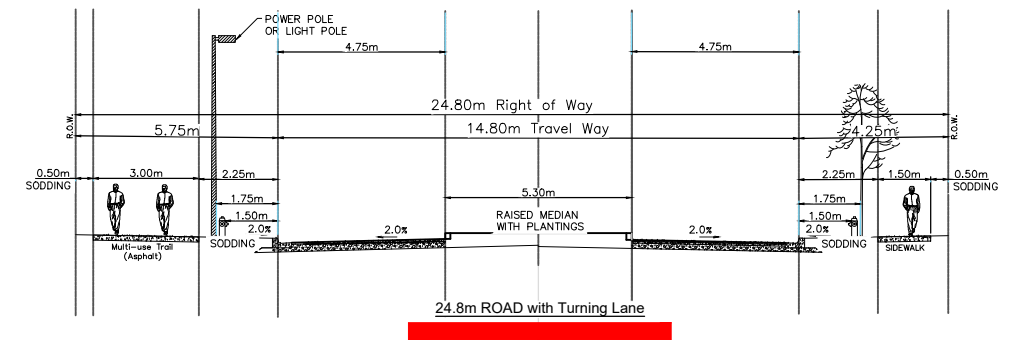 POWER POLE
OR LIGHT POLE
4.75m
4.75m
24.80m Right of Way
R.O.W.
5.75m
14.80m Travel Way
4.25m
R.O.W.
0.50m
SODDING
3.00m
2.25m
5.30m
2.25m
1.50m
0.50m
SODDING
1.75m
1.75m
1.50m
1.50m
RAISED MEDIAN
WITH PLANTINGS
2.0%
SODDING
2.0%
2.0%
2.0%
SODDING
Multi-use Trail
(Asphalt)
SIDEWALK
24.8m ROAD with Turning Lane